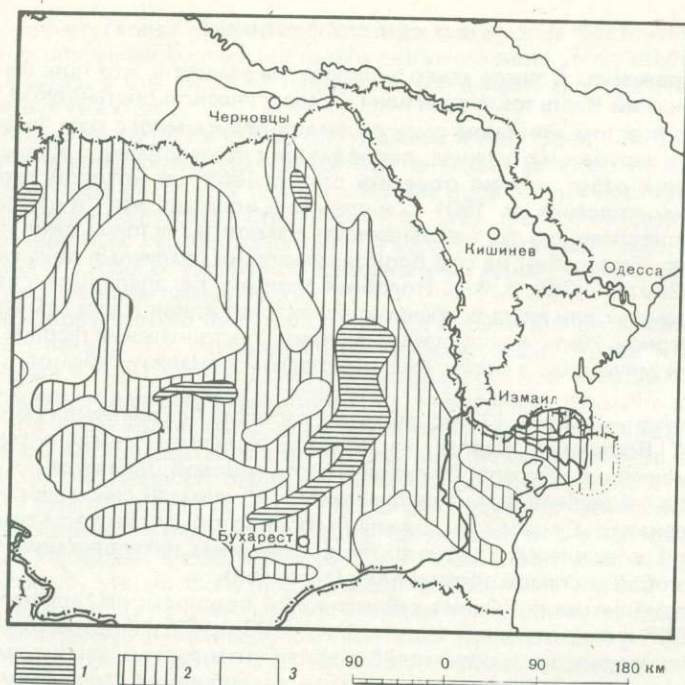 Черновцы
Кишинев
Одесса
Измаил
Бухарест
1 2 3 90 0 90 180 км